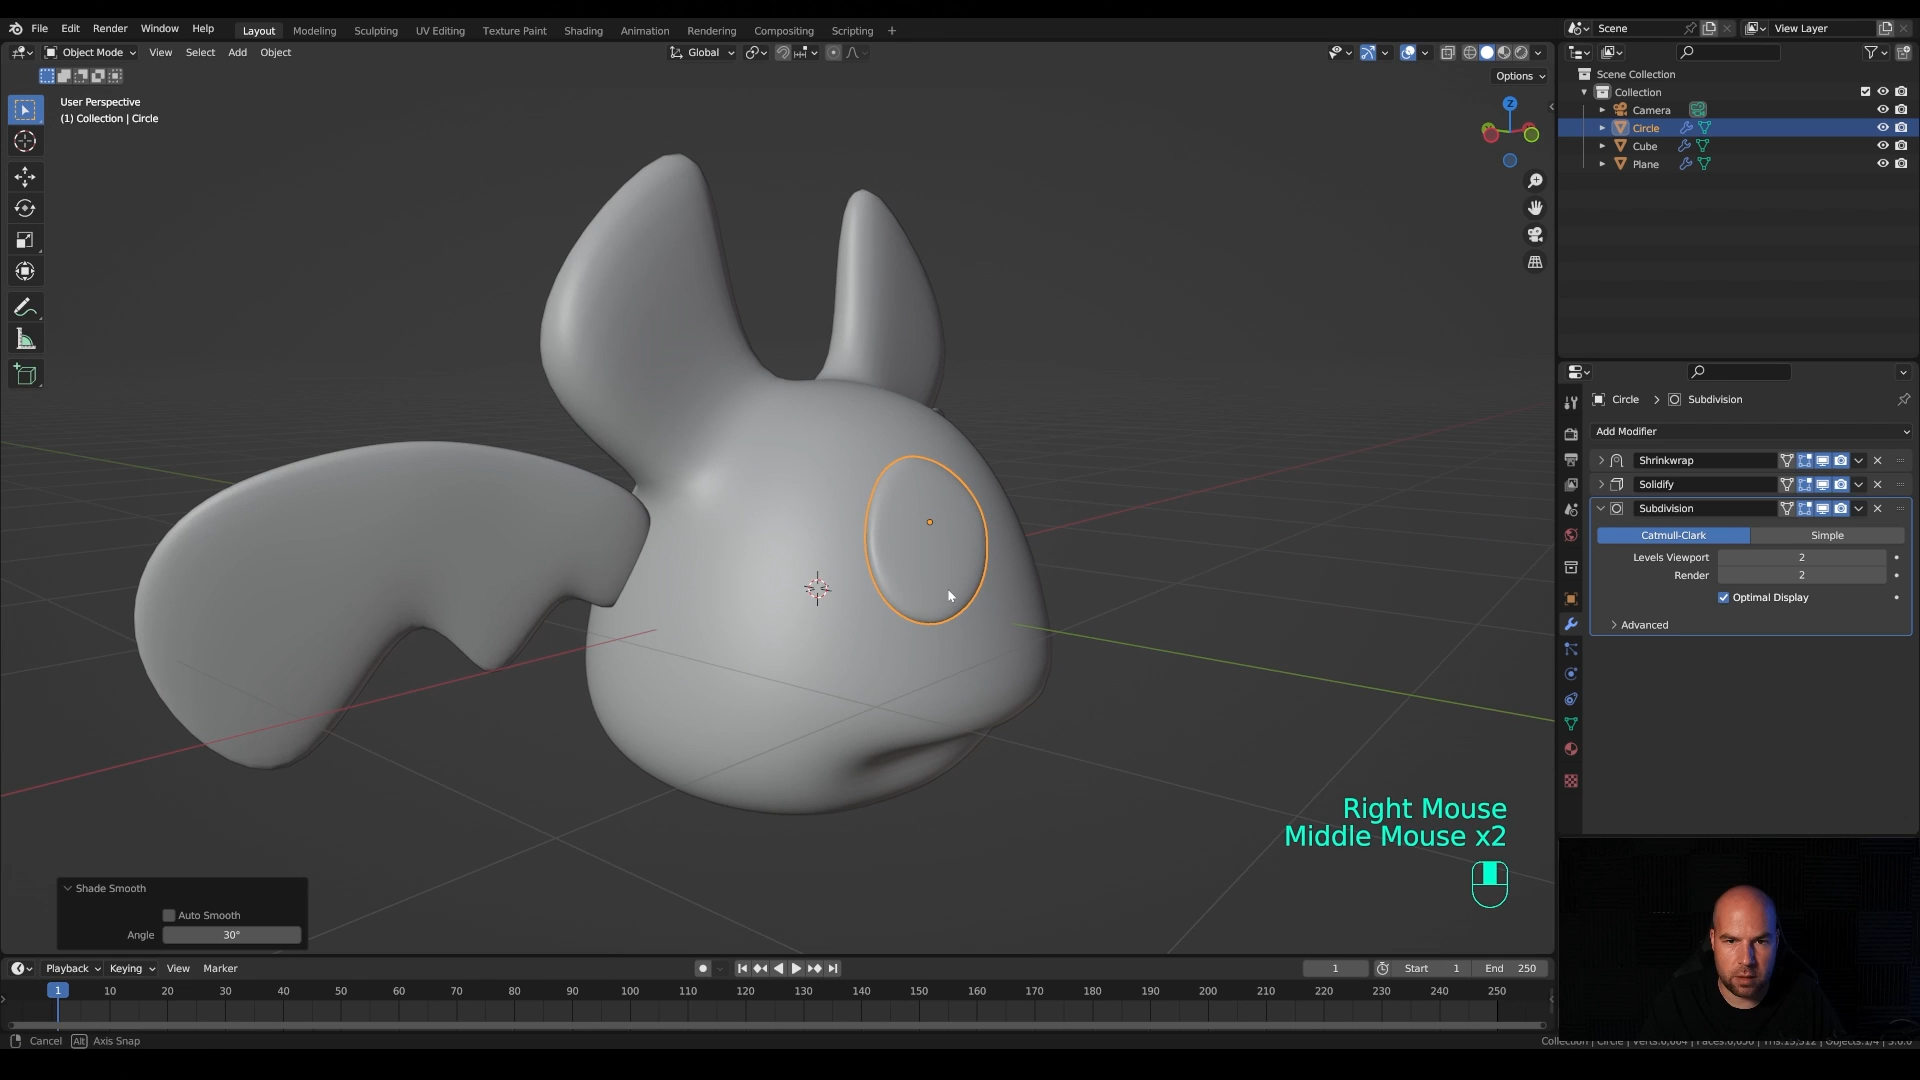 File Edit Render Window Help Layout Modeling Sculpting UV Editing Texture Paint Shading Animation Rendering Compositing Scripting + Scene View Layer
Object Mode View Select Add Object Global
Options
User Perspective
(1) Collection | Circle
Scene Collection
Collection
Camera
Circle
Cube
Plane
Circle > Subdivision
Add Modifier
Shrinkwrap
Solidify
Subdivision
Catmull-Clark Simple
Levels Viewport 2
Render 2
Optimal Display
Advanced
Z
Right Mouse
Middle Mouse x2
Shade Smooth
Auto Smooth
Angle 30°
Playback Keying View Marker 1 Start 1 End 250
1 10 20 30 40 50 60 70 80 90 100 110 120 130 140 150 160 170 180 190 200 210 220 230 240 250
Cancel Alt Axis Snap